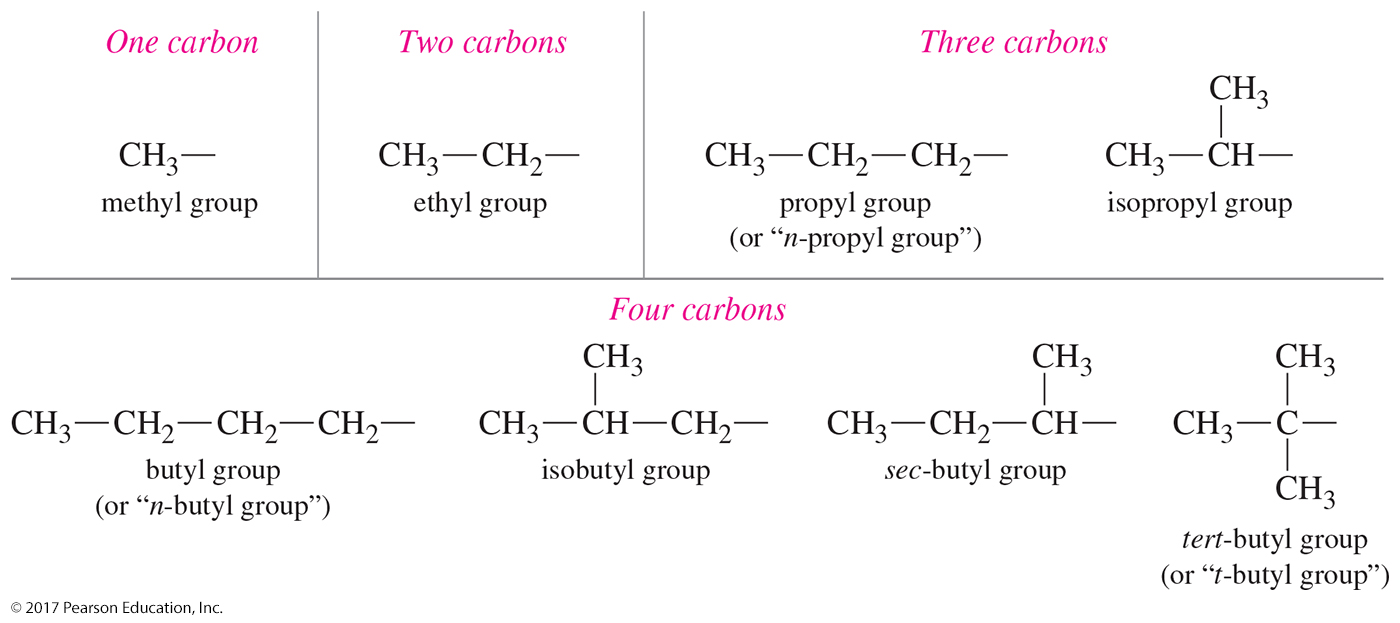 One carbon
Two carbons
Three carbons
CH3
CH3—
CH3—CH2—
CH3—CH2—CH2—
CH3—CH—
methyl group
ethyl group
propyl group
(or “n-propyl group”)
isopropyl group
Four carbons
CH3
CH3
CH3
CH3—CH2—CH2—CH2—
CH3—CH—CH2—
CH3—CH2—CH—
CH3—C—
CH3
butyl group
(or “n-butyl group”)
isobutyl group
sec-butyl group
tert-butyl group
(or “t-butyl group”)
© 2017 Pearson Education, Inc.